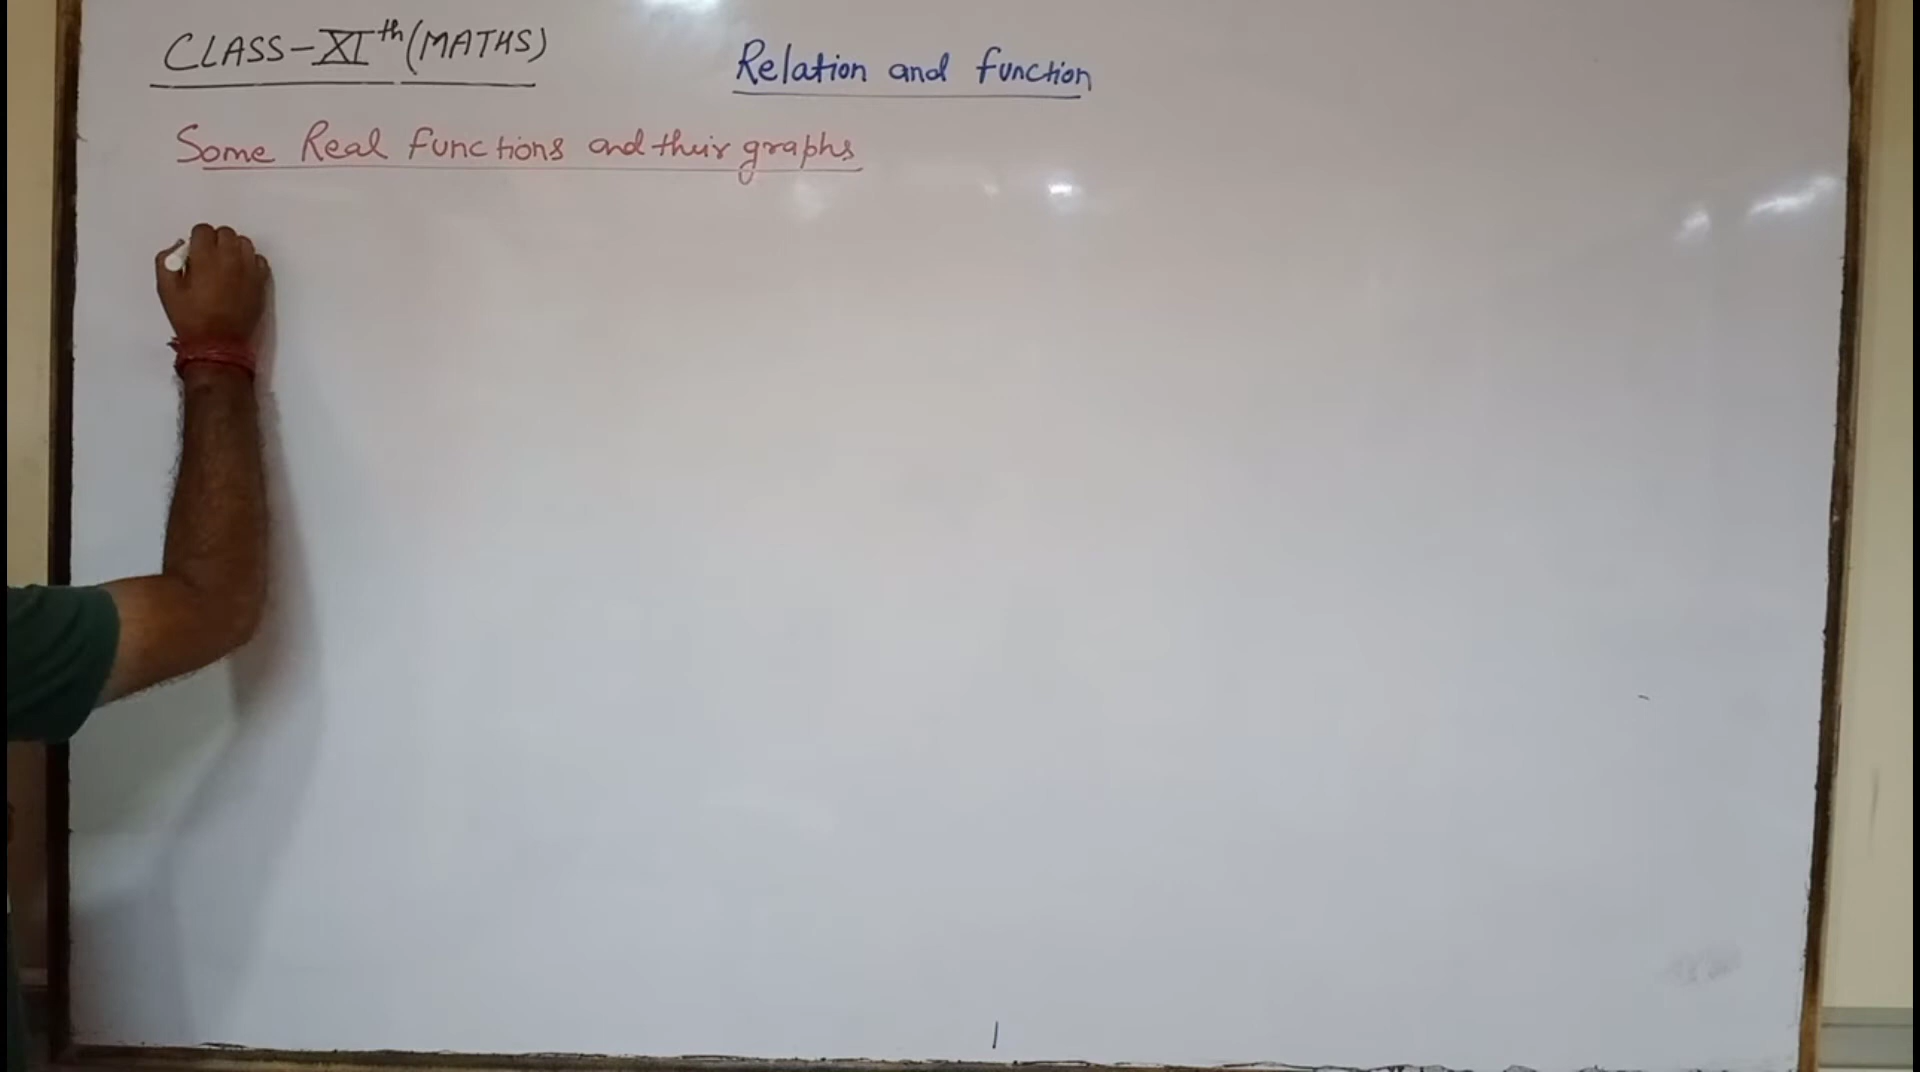 CLASS-XIth (MATHS)
Relation and function
Some Real functions and their graphs